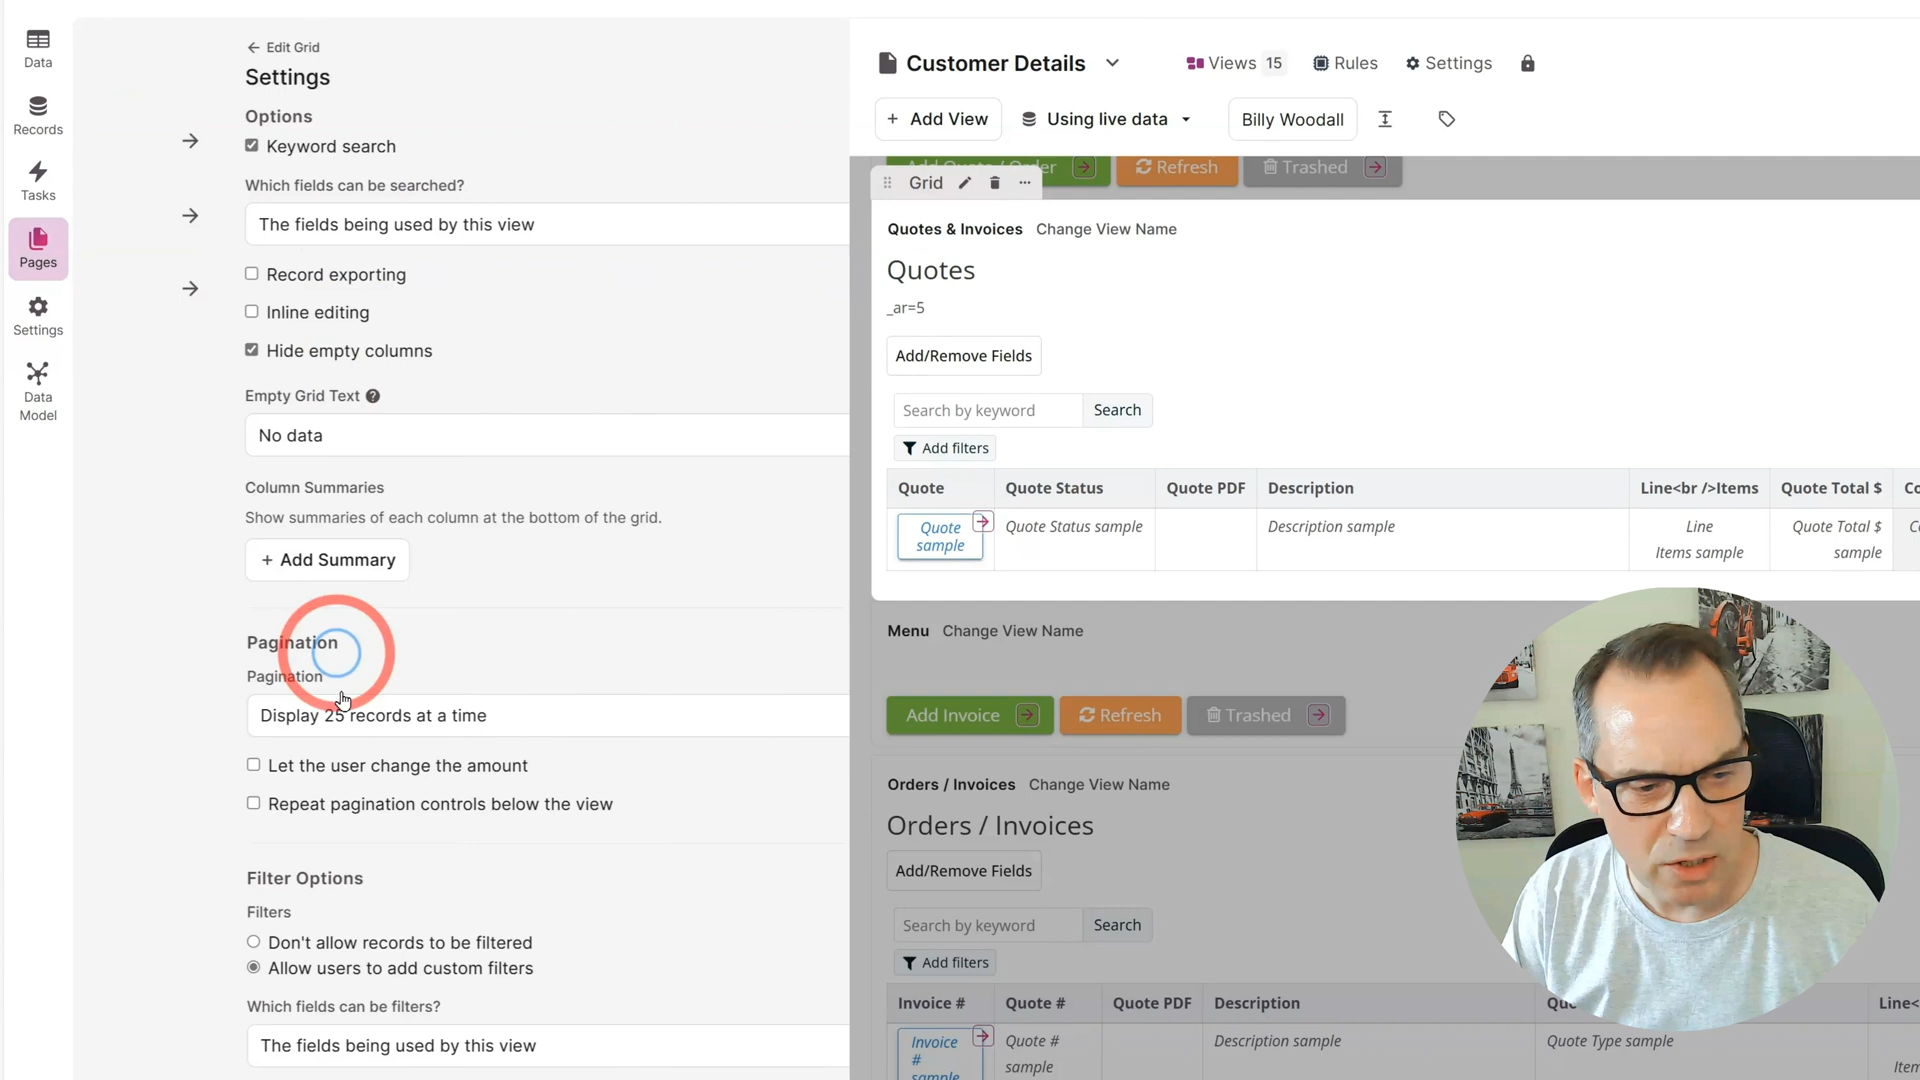 Data
Records
Tasks
Pages
Settings
Data
Model
Edit Grid
Settings
Options
Keyword search
Which fields can be searched?
The fields being used by this view
Record exporting
Inline editing
Hide empty columns
Empty Grid Text
No data
Column Summaries
Show summaries of each column at the bottom of the grid.
+ Add Summary
Pagination
Pagination
Display 25 records at a time
Let the user change the amount
Repeat pagination controls below the view
Filter Options
Filters
Don't allow records to be filtered
Allow users to add custom filters
Which fields can be filters?
The fields being used by this view
Customer Details
Views 15
Rules
Settings
+ Add View
Using live data
Billy Woodall
Add Quote / Order
Refresh
Trashed
Grid
Quotes & Invoices Change View Name
Quotes
_ar=5
Add/Remove Fields
Search by keyword
Search
Add filters
Quote Quote Status Quote PDF Description Line<br />Items Quote Total $ Co
Quote sample Quote Status sample Description sample Line Items sample Quote Total $ sample C
Menu Change View Name
Add Invoice
Refresh
Trashed
Orders / Invoices Change View Name
Orders / Invoices
Add/Remove Fields
Search by keyword
Search
Add filters
Invoice # Quote # Quote PDF Description Qu Line<
Invoice # sample Quote # sample Description sample Quote Type sample Item